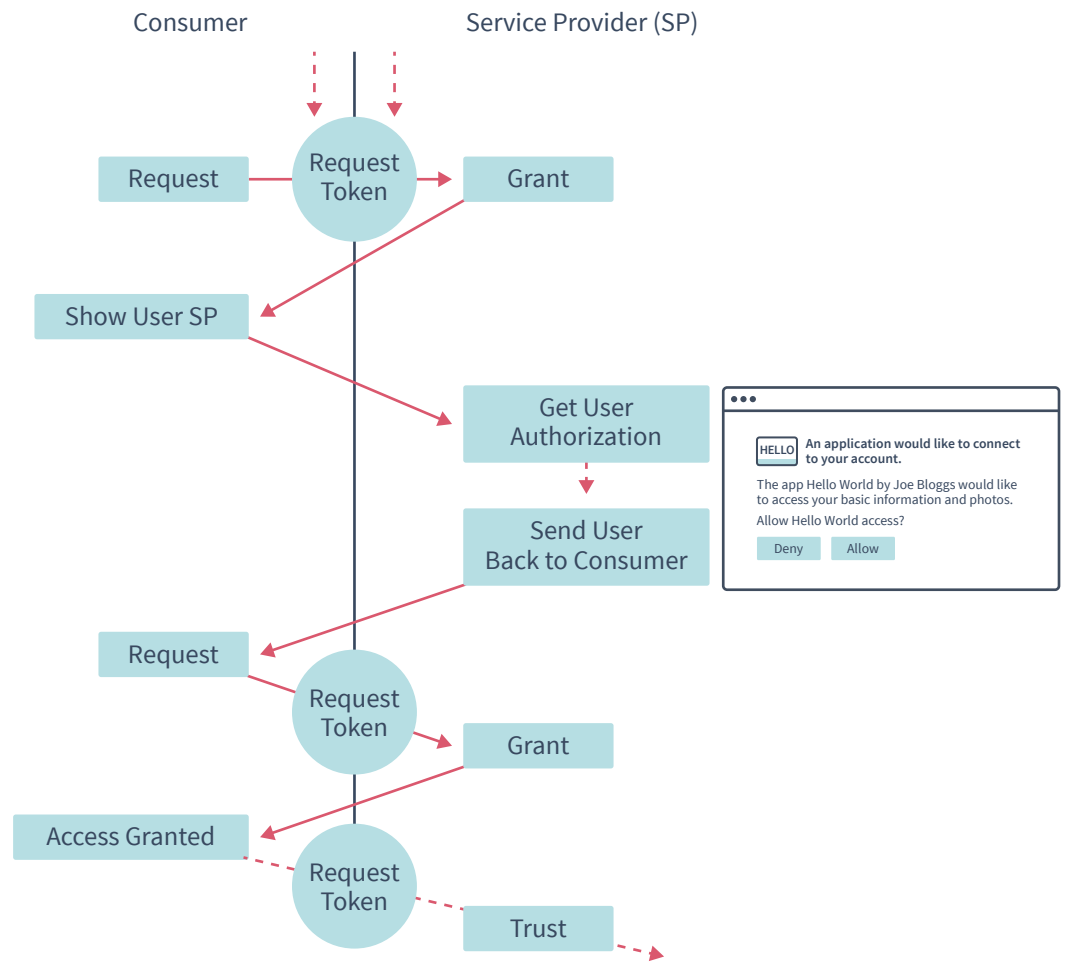 Consumer
Service Provider (SP)
Request
Request
Token
Grant
Show User SP
Get User
Authorization
HELLO
An application would like to connect
to your account.
The app Hello World by Joe Bloggs would like
to access your basic information and photos.
Allow Hello World access?
Deny
Allow
Send User
Back to Consumer
Request
Request
Token
Grant
Access Granted
Request
Token
Trust